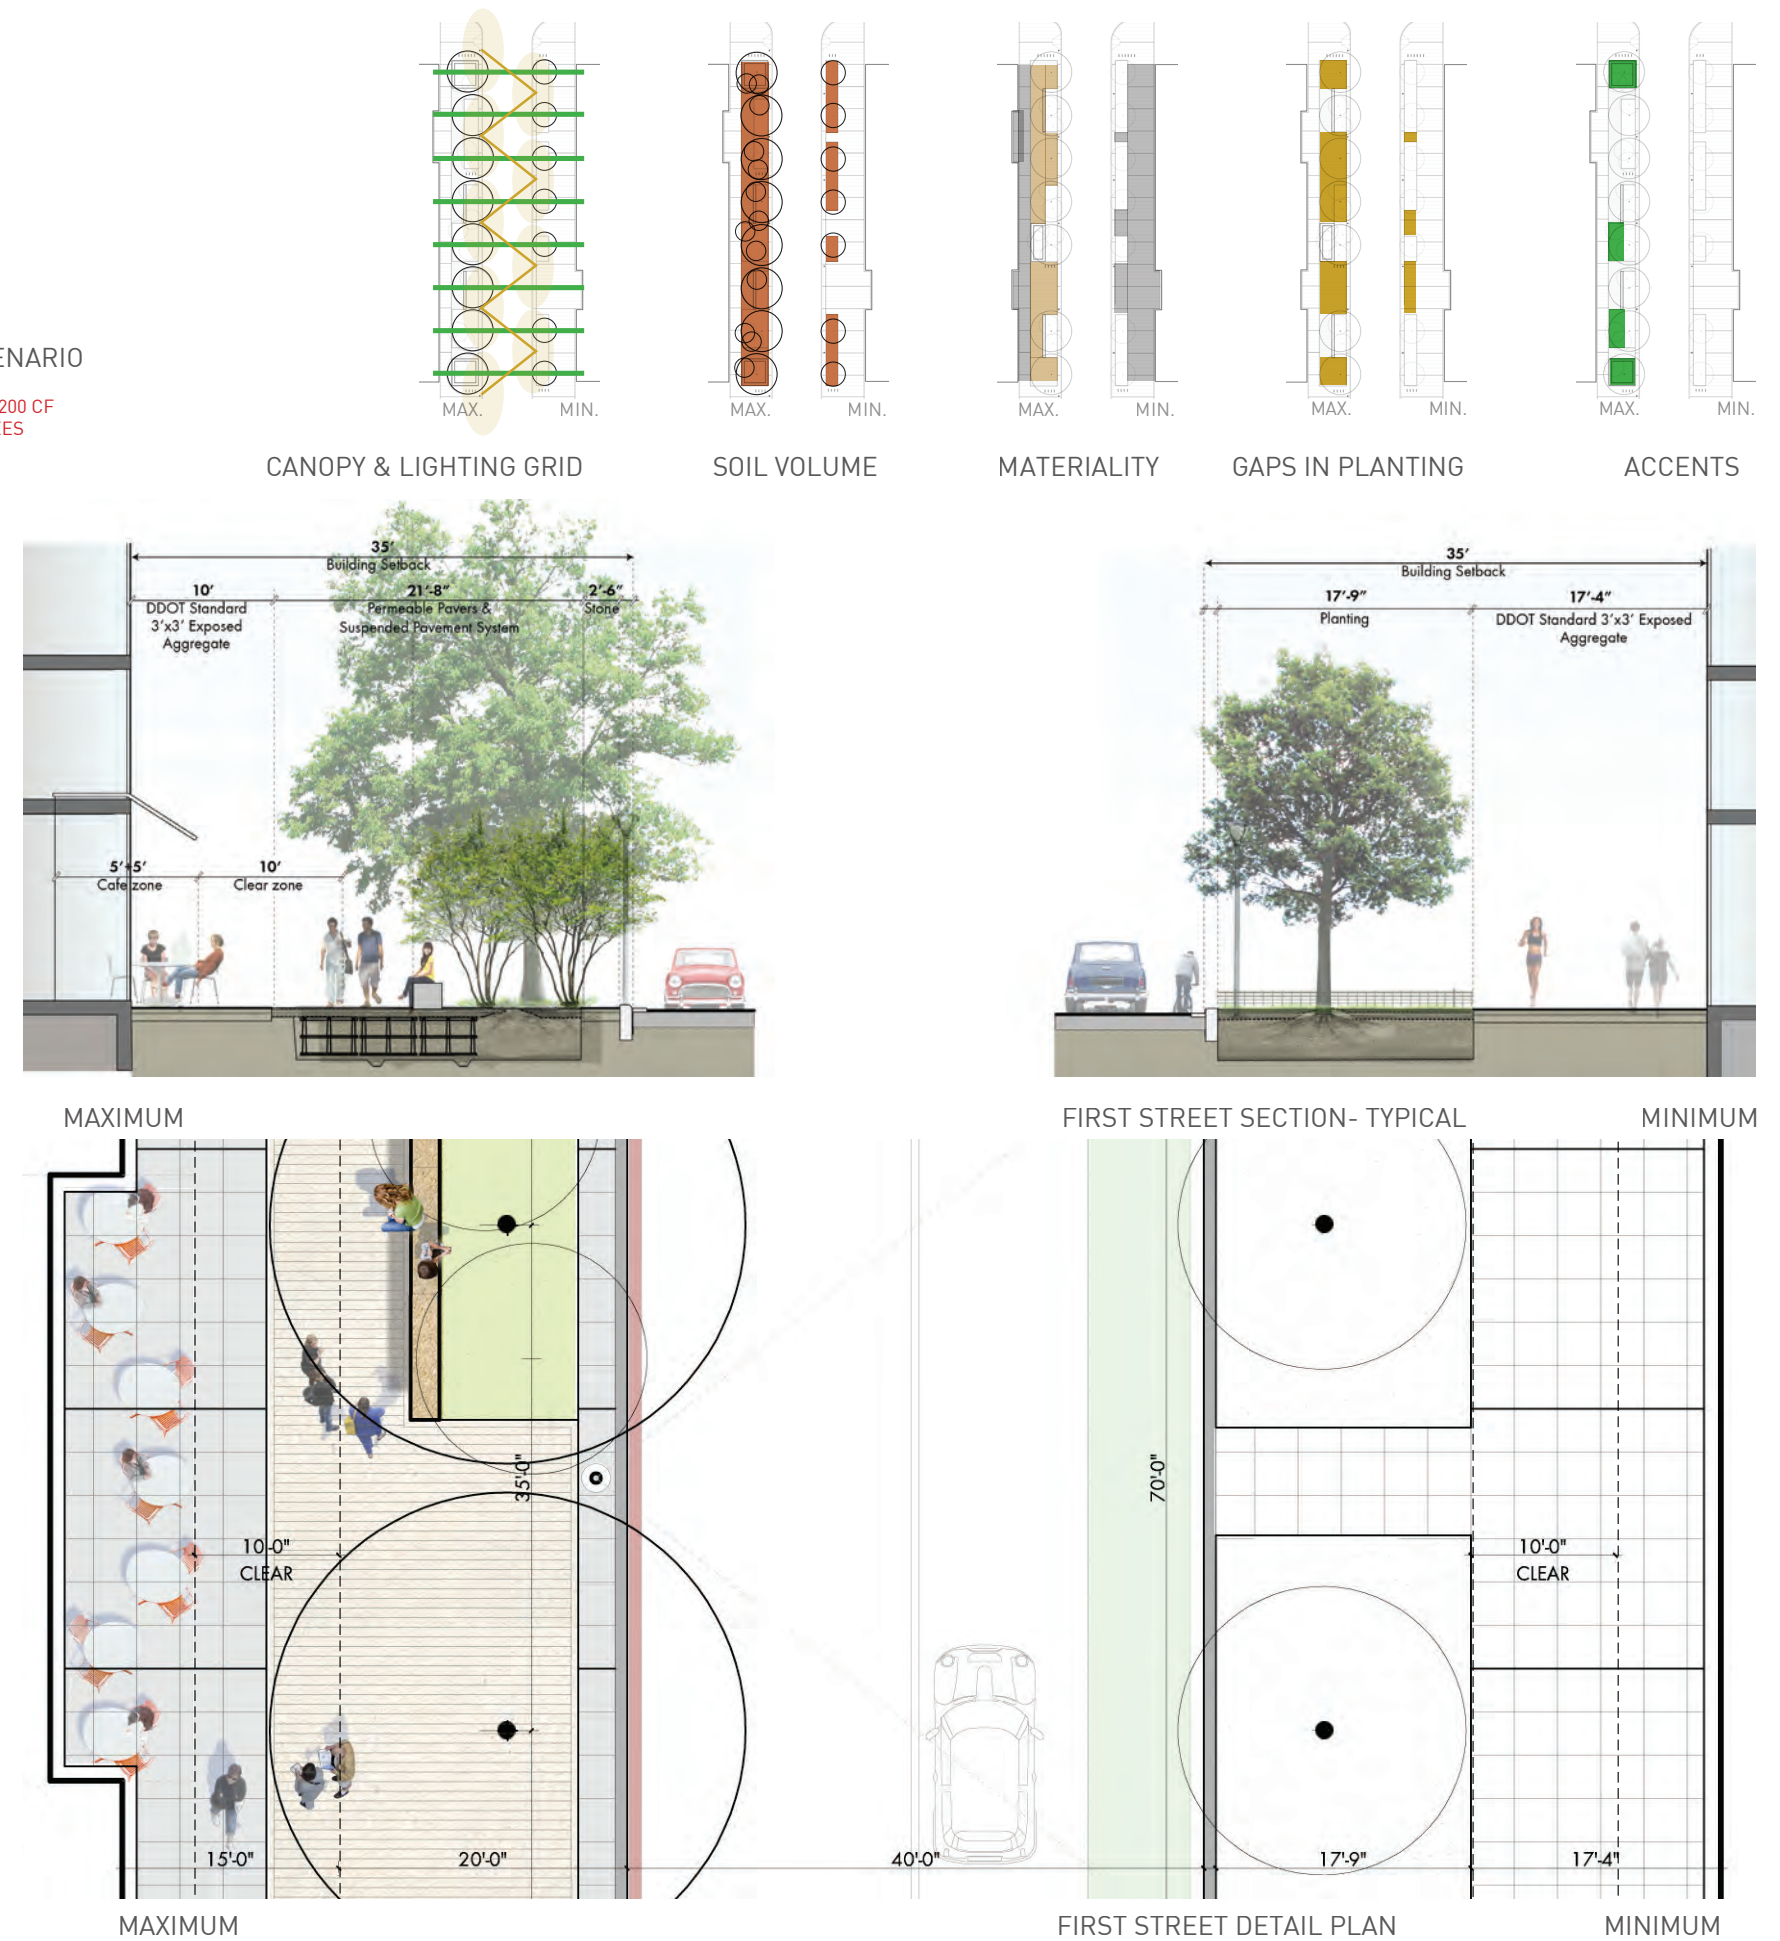 ENARIO
200 CF
EES
MAX.
MIN.
MAX.
MIN.
MAX.
MIN.
MAX.
MIN.
MAX.
MIN.
CANOPY & LIGHTING GRID
SOIL VOLUME
MATERIALITY
GAPS IN PLANTING
ACCENTS
35'
Building Setback
10'
DDOT Standard
3'x3' Exposed
Aggregate
21'-8"
Permeable Pavers &
Suspended Pavement System
2'-6"
Stone
5'+5'
Cafe zone
10'
Clear zone
35'
Building Setback
17'-9"
Planting
17'-4"
DDOT Standard 3'x3' Exposed
Aggregate
MAXIMUM
FIRST STREET SECTION- TYPICAL
MINIMUM
35'-0"
70'-0"
10'-0"
CLEAR
10'-0"
CLEAR
15'-0"
20'-0"
40'-0"
17'-9"
17'-4"
MAXIMUM
FIRST STREET DETAIL PLAN
MINIMUM